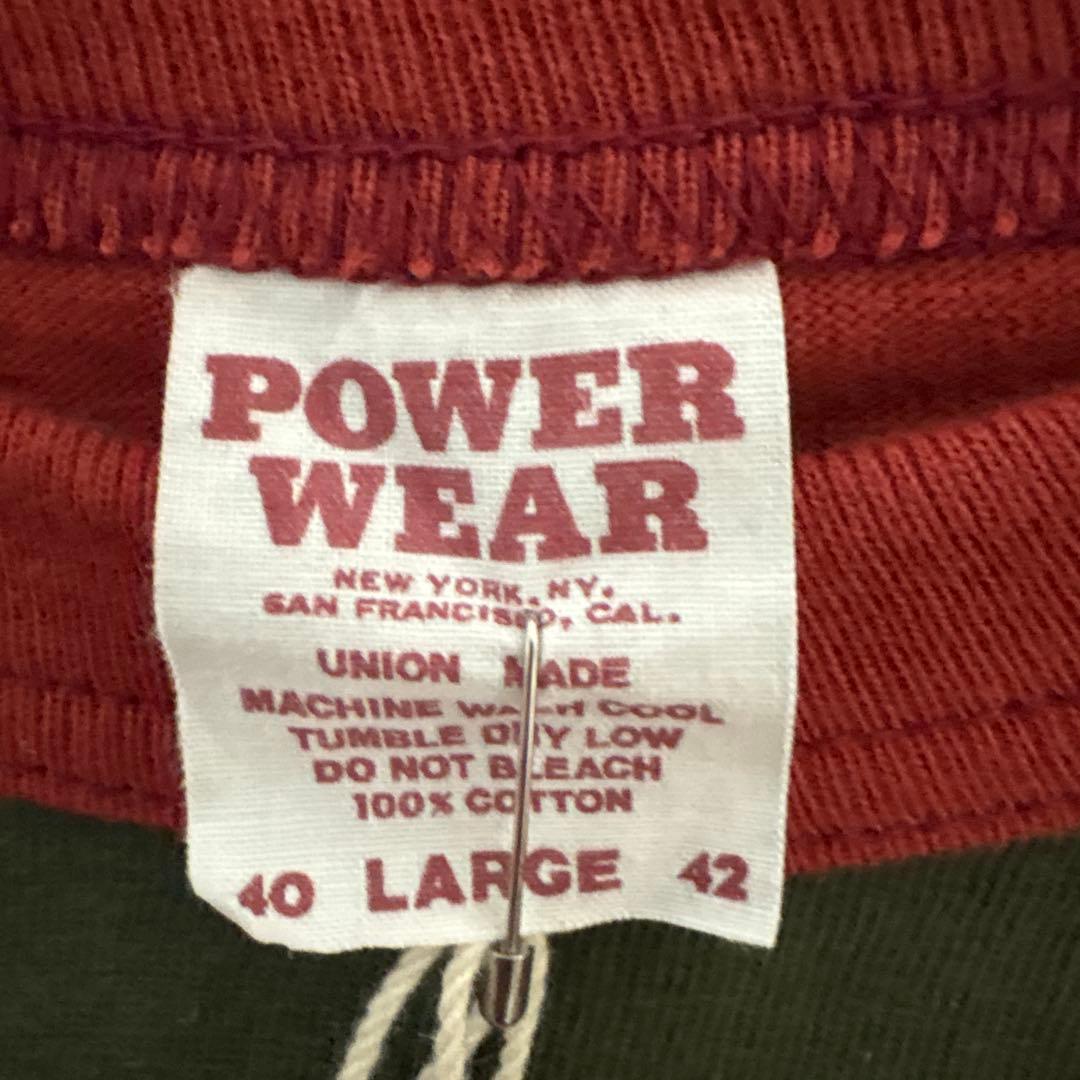 POWER
WEAR
NEW YORK, NY.
SAN FRANCISCO, CAL.
UNION MADE
MACHINE WASH COOL
TUMBLE DRY LOW
DO NOT BLEACH
100% COTTON
40 LARGE 42